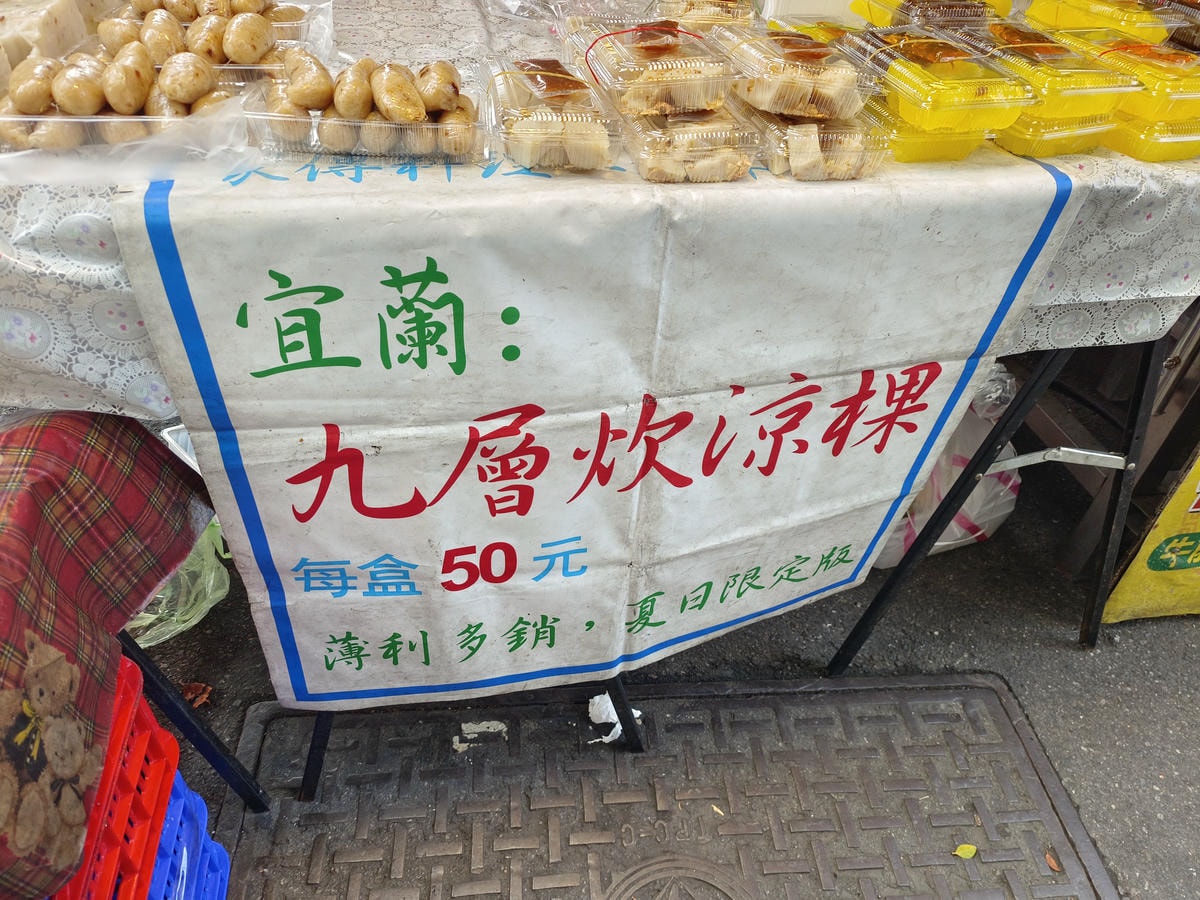 宜蘭：
九層炊涼粿
每盒 50 元
薄利多銷，夏日限定版